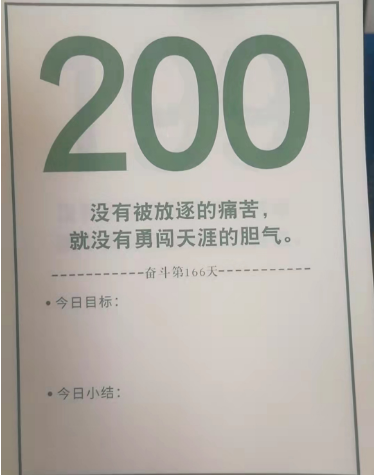 200
没有被放逐的痛苦，
就没有勇闯天涯的胆气。
-----------奋斗第166天-----------
•今日目标：
•今日小结：